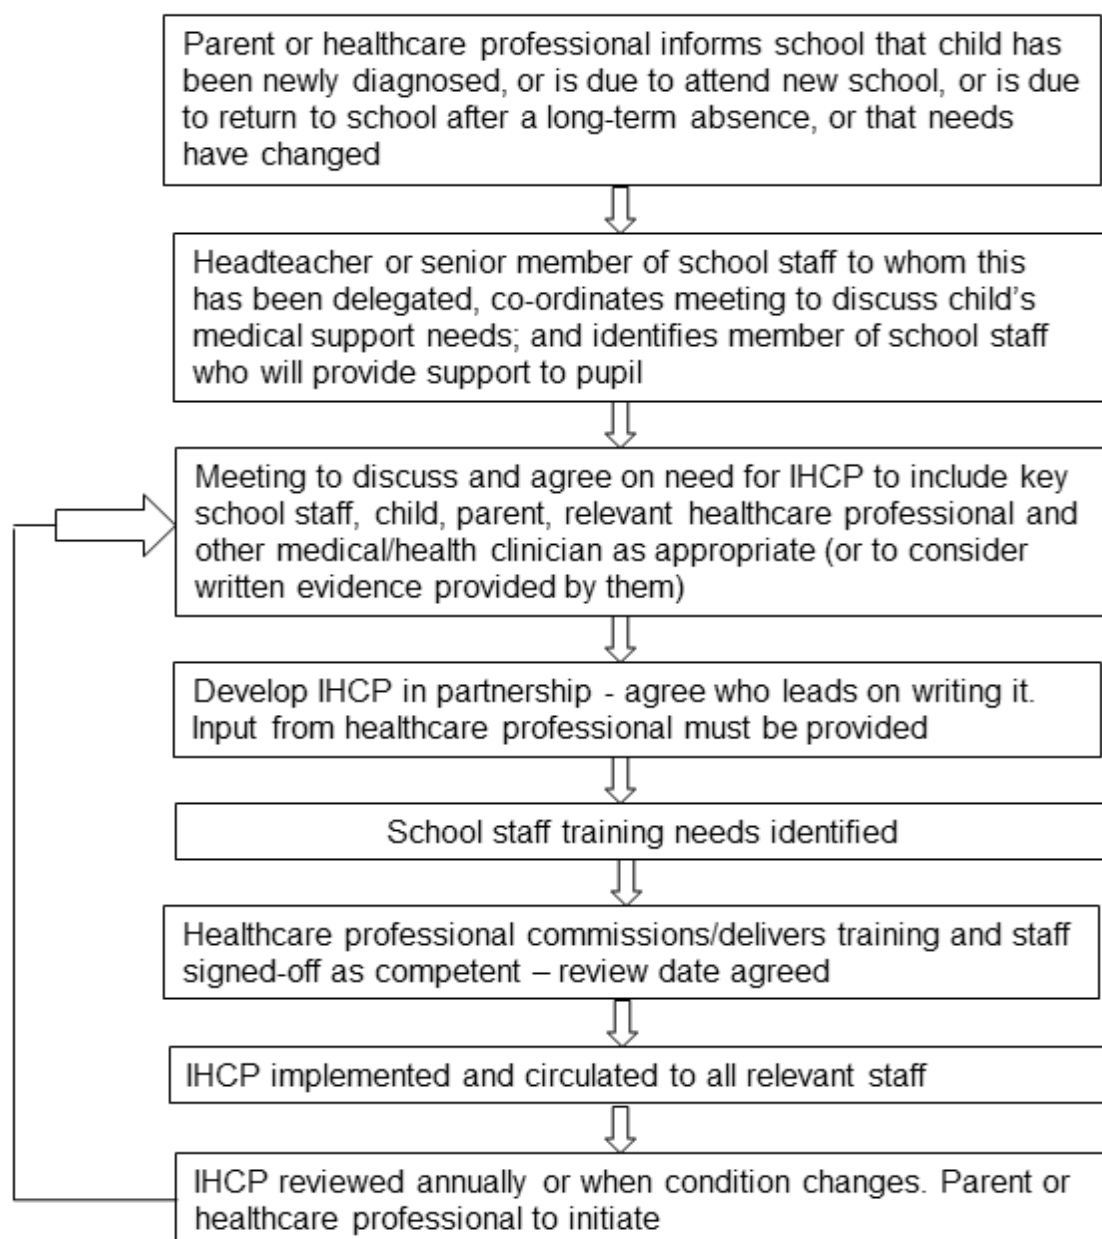 Parent or healthcare professional informs school that child has
been newly diagnosed, or is due to attend new school, or is due
to return to school after a long-term absence, or that needs
have changed
Headteacher or senior member of school staff to whom this
has been delegated, co-ordinates meeting to discuss child's
medical support needs; and identifies member of school staff
who will provide support to pupil
Meeting to discuss and agree on need for IHCP to include key
school staff, child, parent, relevant healthcare professional and
other medical/health clinician as appropriate (or to consider
written evidence provided by them)
Develop IHCP in partnership - agree who leads on writing it.
Input from healthcare professional must be provided
School staff training needs identified
Healthcare professional commissions/delivers training and staff
signed-off as competent – review date agreed
IHCP implemented and circulated to all relevant staff
IHCP reviewed annually or when condition changes. Parent or
healthcare professional to initiate